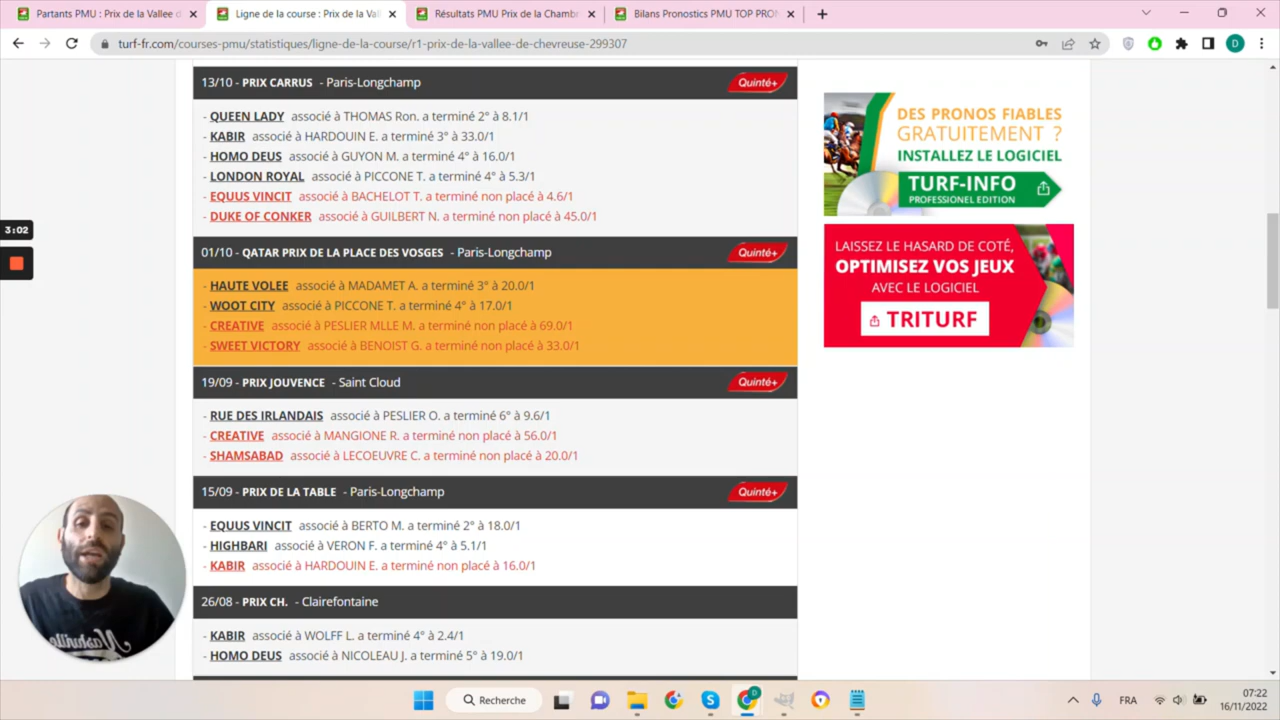 Partants PMU : Prix de la Vallee d
Ligne de la course : Prix de la Val
Résultats PMU Prix de la Chamb
Bilans Pronostics PMU TOP PRON
turf-fr.com/courses-pmu/statistiques/ligne-de-la-course/r1-prix-de-la-vallee-de-chevreuse-299307
D
13/10 - PRIX CARRUS - Paris-Longchamp Quinté+
- QUEEN LADY associé à THOMAS Ron. a terminé 2° à 8.1/1
- KABIR associé à HARDOUIN E. a terminé 3° à 33.0/1
- HOMO DEUS associé à GUYON M. a terminé 4° à 16.0/1
- LONDON ROYAL associé à PICCONE T. a terminé 4° à 5.3/1
- EQUUS VINCIT associé à BACHELOT T. a terminé non placé à 4.6/1
- DUKE OF CONKER associé à GUILBERT N. a terminé non placé à 45.0/1
01/10 - QATAR PRIX DE LA PLACE DES VOSGES - Paris-Longchamp Quinté+
- HAUTE VOLEE associé à MADAMET A. a terminé 3° à 20.0/1
- WOOT CITY associé à PICCONE T. a terminé 4° à 17.0/1
- CREATIVE associé à PESLIER MLLE M. a terminé non placé à 69.0/1
- SWEET VICTORY associé à BENOIST G. a terminé non placé à 33.0/1
19/09 - PRIX JOUVENCE - Saint Cloud Quinté+
- RUE DES IRLANDAIS associé à PESLIER O. a terminé 6° à 9.6/1
- CREATIVE associé à MANGIONE R. a terminé non placé à 56.0/1
- SHAMSABAD associé à LECOEUVRE C. a terminé non placé à 20.0/1
15/09 - PRIX DE LA TABLE - Paris-Longchamp Quinté+
- EQUUS VINCIT associé à BERTO M. a terminé 2° à 18.0/1
- HIGHBARI associé à VERON F. a terminé 4° à 5.1/1
- KABIR associé à HARDOUIN E. a terminé non placé à 16.0/1
26/08 - PRIX CH. - Clairefontaine
- KABIR associé à WOLFF L. a terminé 4° à 2.4/1
- HOMO DEUS associé à NICOLEAU J. a terminé 5° à 19.0/1
DES PRONOS FIABLES
GRATUITEMENT ?
INSTALLEZ LE LOGICIEL
TURF-INFO
PROFESSIONEL EDITION
LAISSEZ LE HASARD DE COTÉ,
OPTIMISEZ VOS JEUX
AVEC LE LOGICIEL
TRITURF
3:02
Nashville
Recherche
D
FRA
07:22
16/11/2022